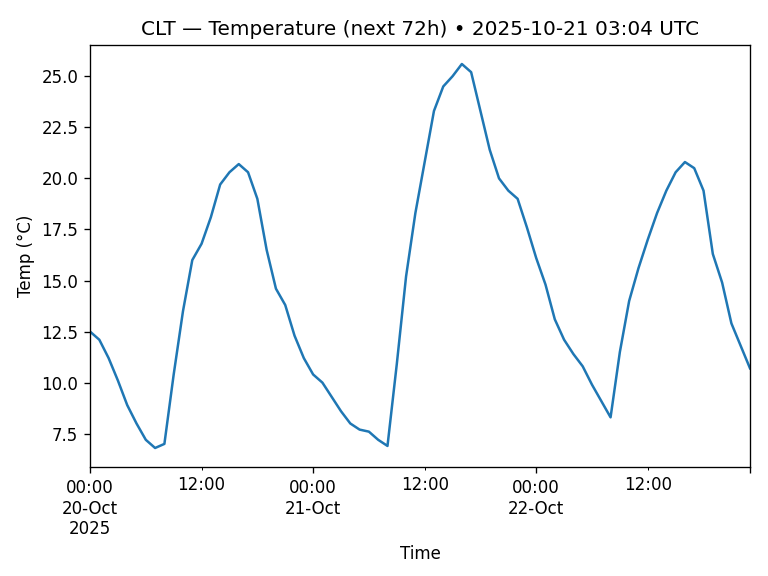 CLT — Temperature (next 72h) • 2025-10-21 03:04 UTC
Temp (°C)
25.0
22.5
20.0
17.5
15.0
12.5
10.0
7.5
00:00 12:00 00:00 12:00 00:00 12:00
20-Oct 21-Oct 22-Oct
2025
Time